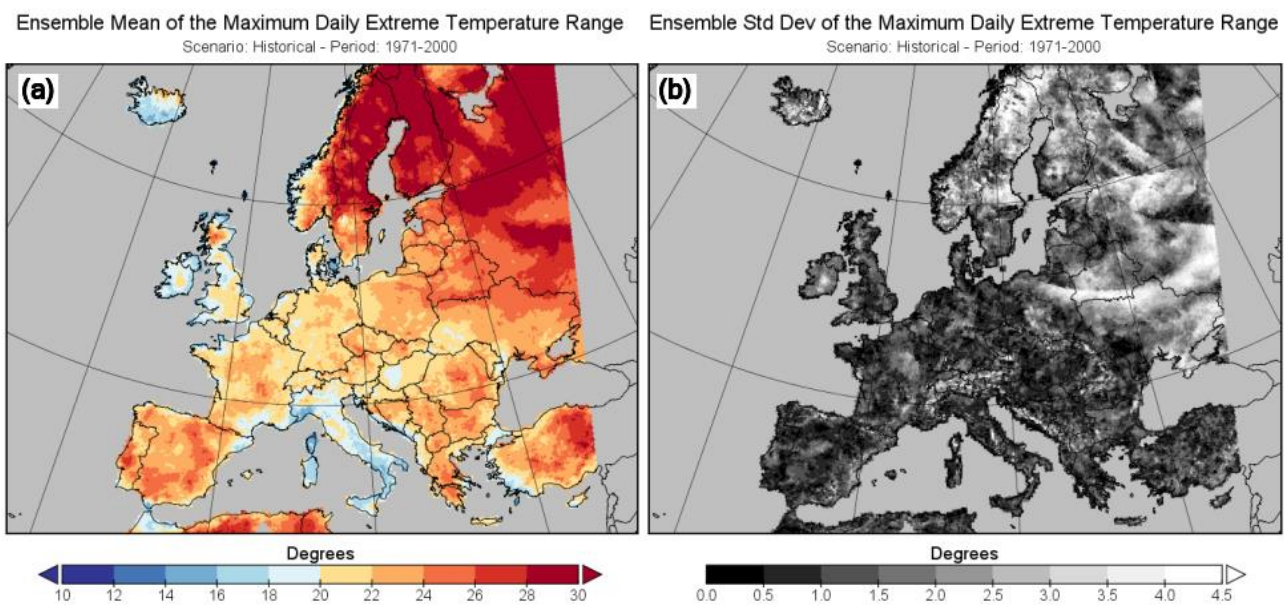 Ensemble Mean of the Maximum Daily Extreme Temperature Range
Scenario: Historical - Period: 1971-2000
(a)
Degrees
10 12 14 16 18 20 22 24 26 28 30
Ensemble Std Dev of the Maximum Daily Extreme Temperature Range
Scenario: Historical - Period: 1971-2000
(b)
Degrees
0.0 0.5 1.0 1.5 2.0 2.5 3.0 3.5 4.0 4.5